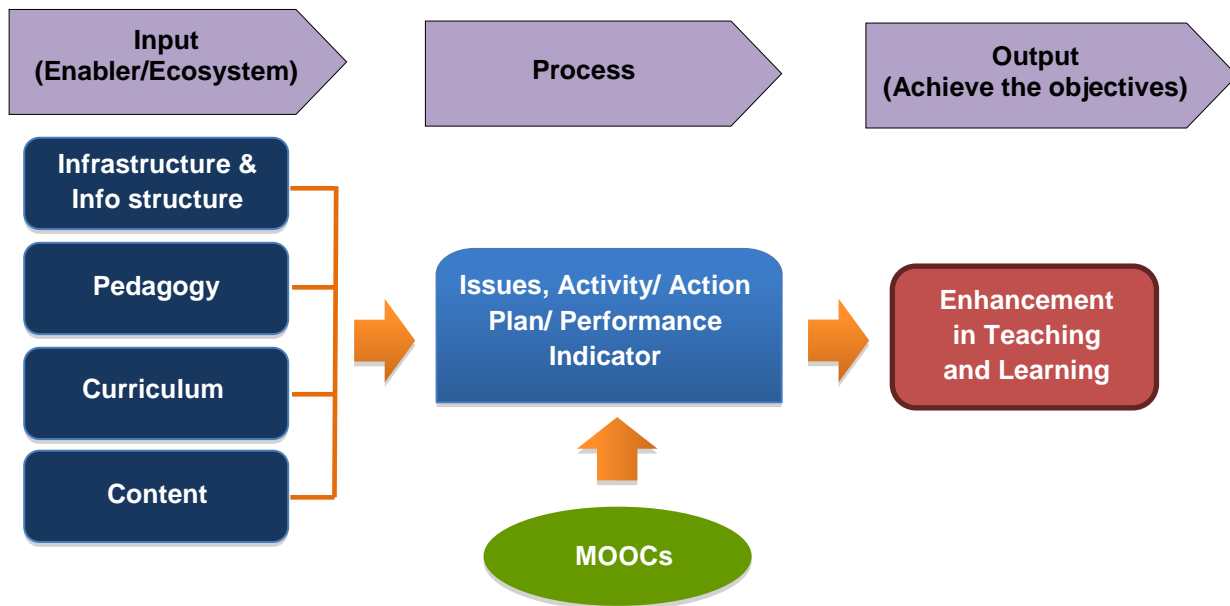 Input
(Enabler/Ecosystem)
Process
Output
(Achieve the objectives)
Infrastructure &
Info structure
Pedagogy
Curriculum
Content
Issues, Activity/ Action
Plan/ Performance
Indicator
Enhancement
in Teaching
and Learning
MOOCs